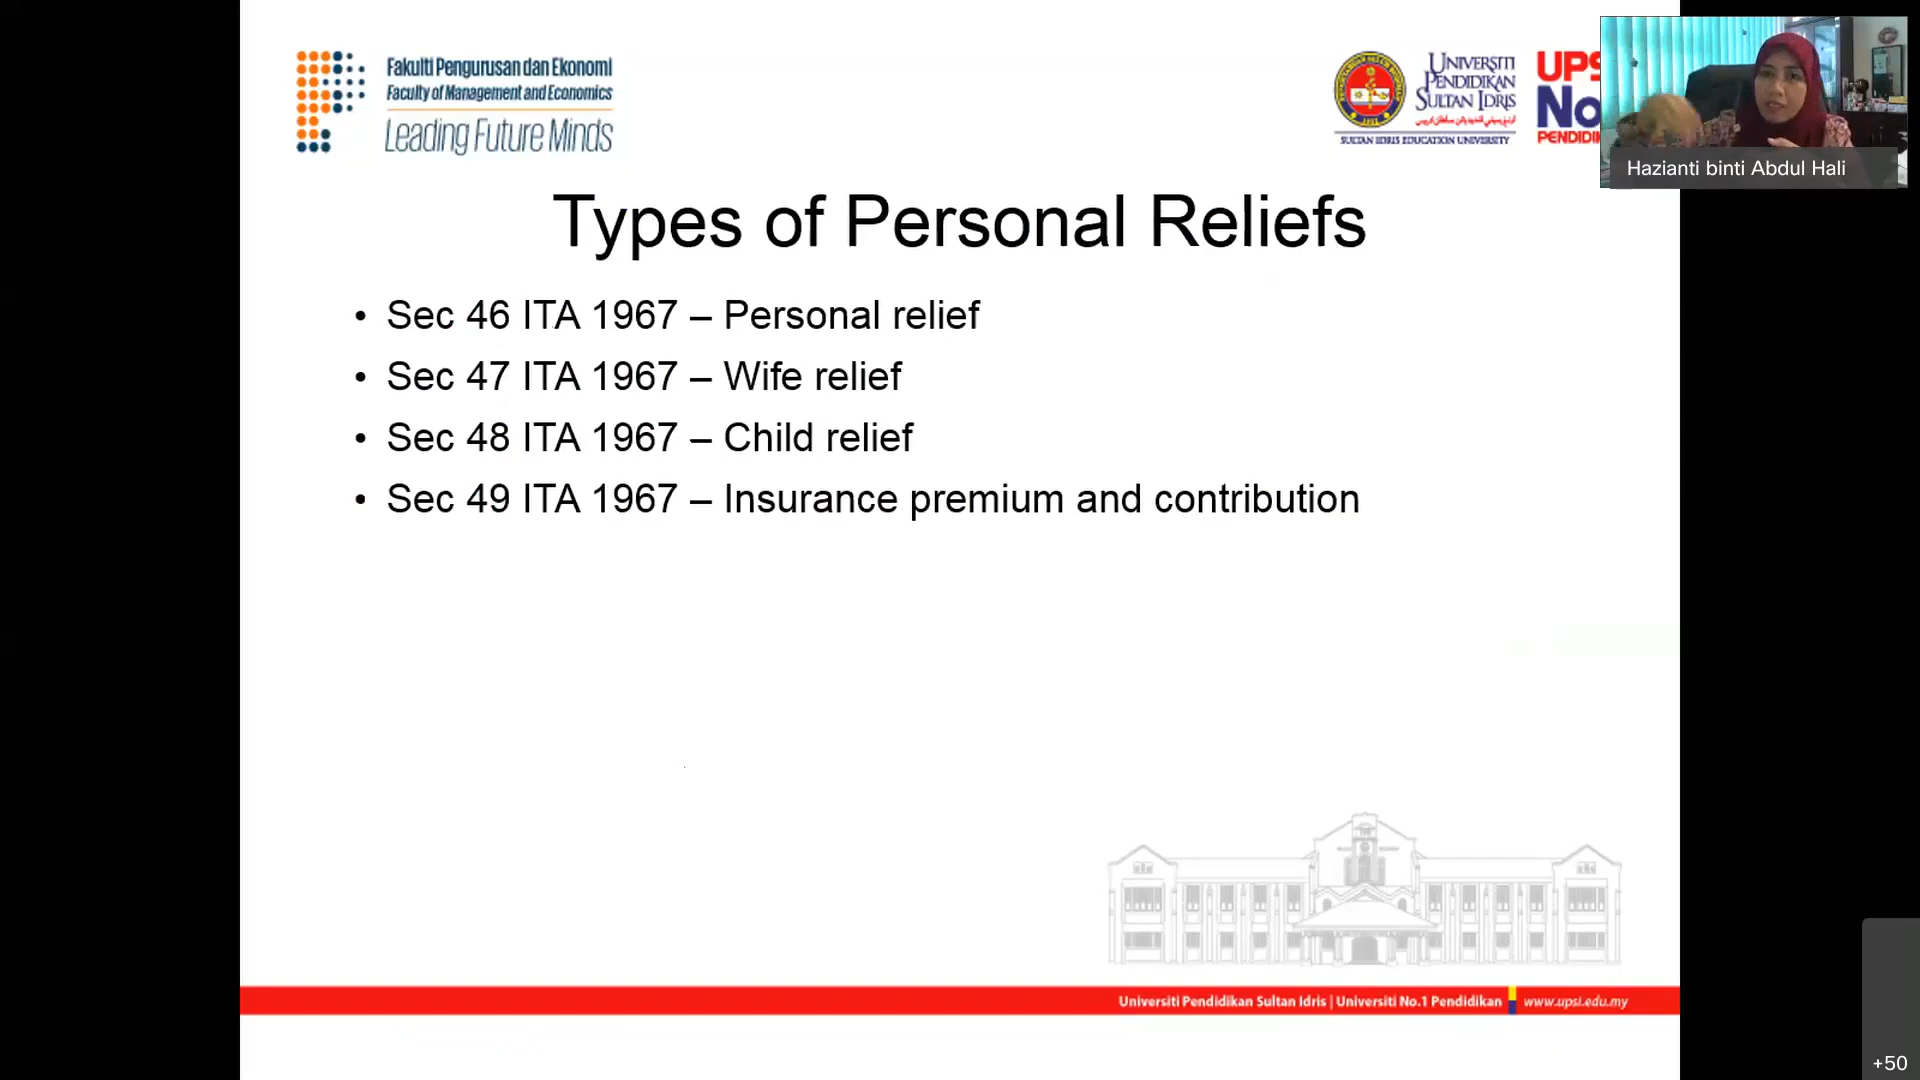 Fakulti Pengurusan dan Ekonomi
Faculty of Management and Economics
Leading Future Minds
UNIVERSITI
PENDIDIKAN
SULTAN IDRIS
SULTAN IDRIS EDUCATION UNIVERSITY
Hazianti binti Abdul Hali
Types of Personal Reliefs
• Sec 46 ITA 1967 – Personal relief
• Sec 47 ITA 1967 – Wife relief
• Sec 48 ITA 1967 – Child relief
• Sec 49 ITA 1967 – Insurance premium and contribution
Universiti Pendidikan Sultan Idris | Universiti No.1 Pendidikan
www.upsi.edu.my
+50